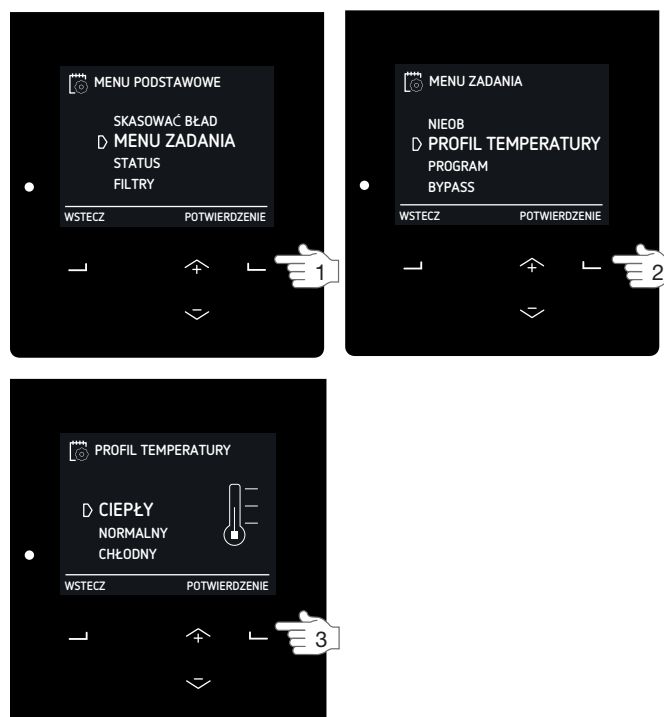 MENU PODSTAWOWE
SKASOWAĆ BŁAD
MENU ZADANIA
STATUS
FILTRY
WSTECZ POTWIERDZENIE
1
MENU ZADANIA
NIEOB
PROFIL TEMPERATURY
PROGRAM
BYPASS
WSTECZ POTWIERDZENIE
2
PROFIL TEMPERATURY
CIEPŁY
NORMALNY
CHŁODNY
WSTECZ POTWIERDZENIE
3